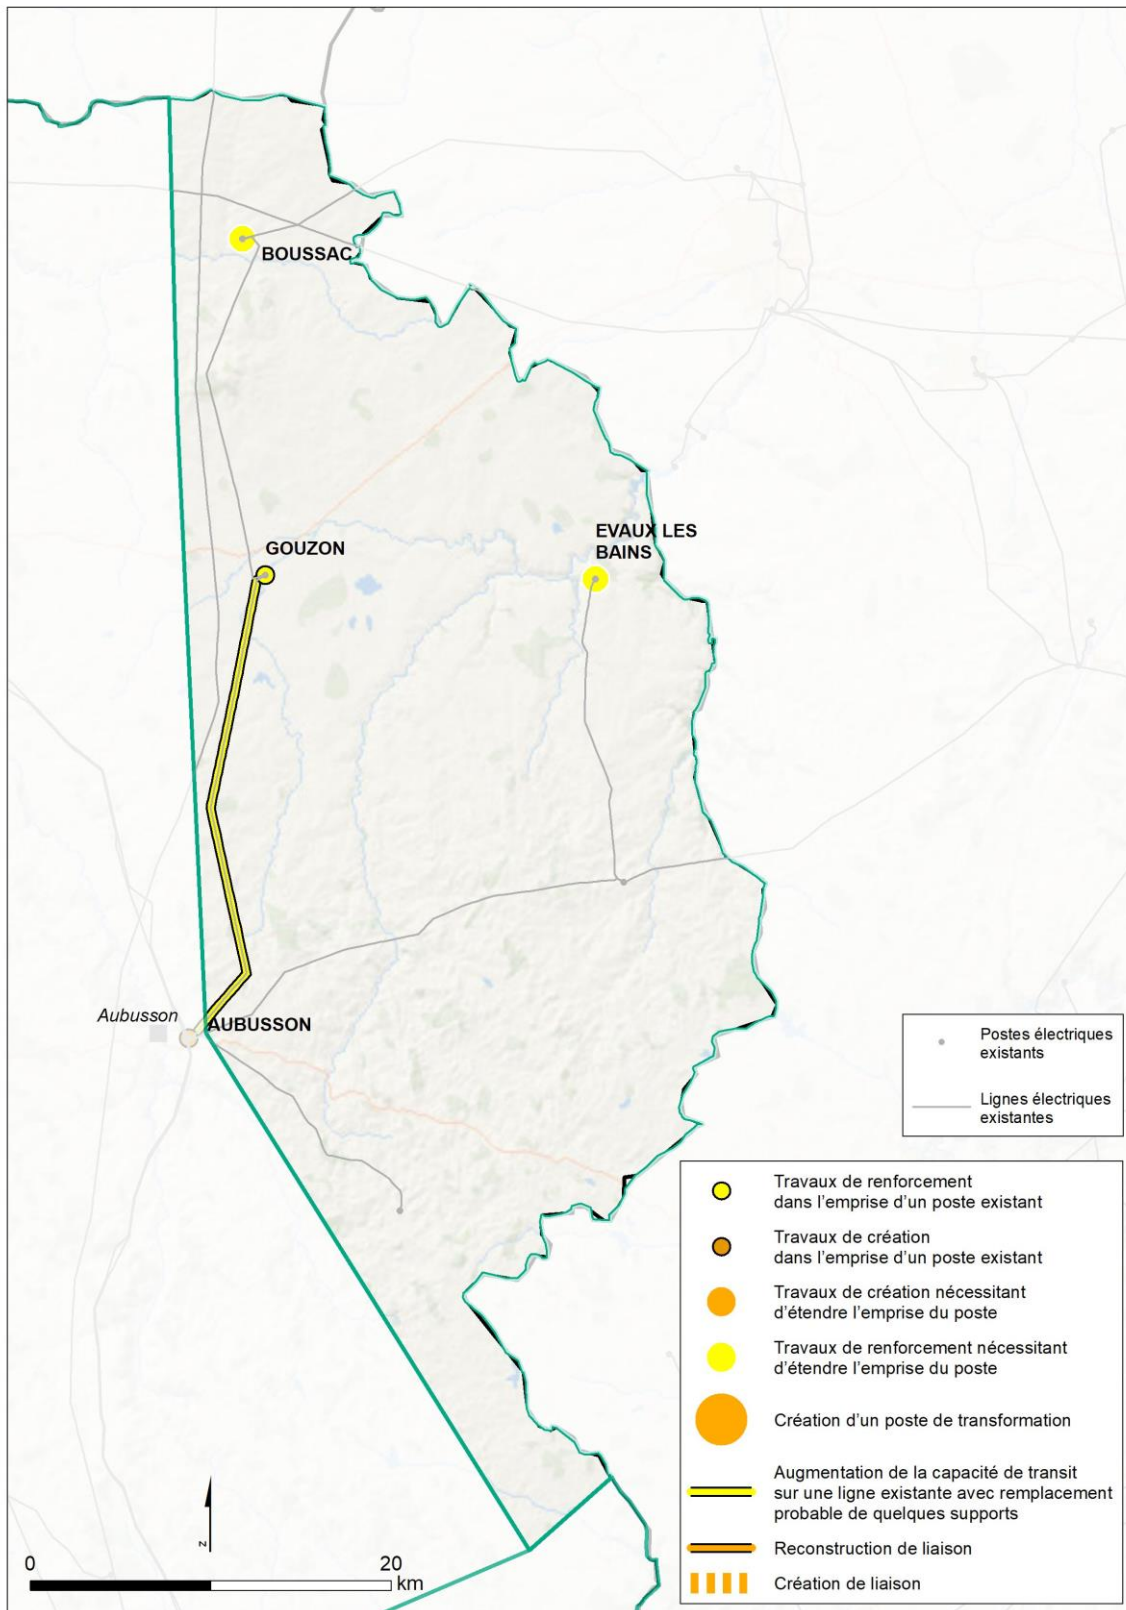 BOUSSAC
GOUZON
EVAUX LES
BAINS
Aubusson
AUBUSSON
Postes électriques
existants
Lignes électriques
existantes
Travaux de renforcement
dans l'emprise d'un poste existant
Travaux de création
dans l'emprise d'un poste existant
Travaux de création nécessitant
d'étendre l'emprise du poste
Travaux de renforcement nécessitant
d'étendre l'emprise du poste
Création d'un poste de transformation
Augmentation de la capacité de transit
sur une ligne existante avec remplacement
probable de quelques supports
Reconstruction de liaison
Création de liaison
N
0 20
km